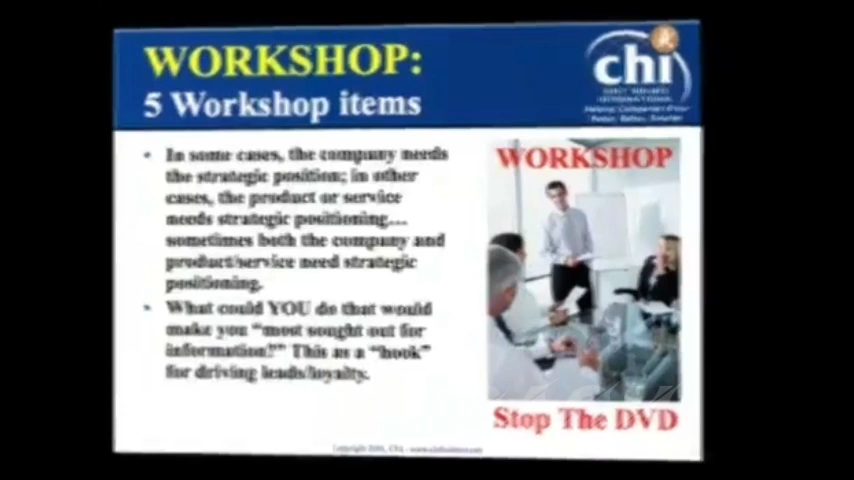 WORKSHOP:
5 Workshop items
chi
• In some cases, the company needs
the strategic position; in other
cases, the product or service
needs strategic positioning...
sometimes both the company and
product/service need strategic
positioning.
• What could YOU do that would
make you “most sought out for
information?” This as a “hook”
for driving leads/loyalty.
WORKSHOP
Stop The DVD